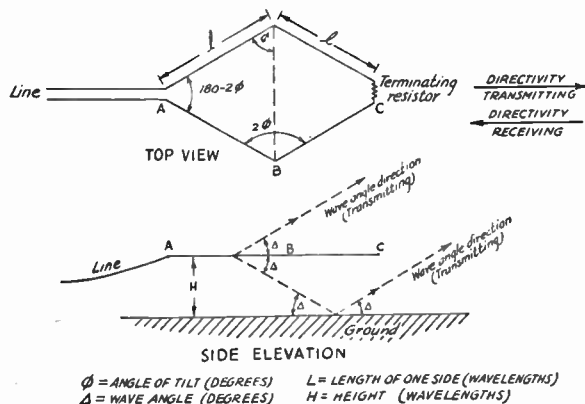 l
l
φ
Line
180-2φ
A
Terminating
resistor
C
DIRECTIVITY
TRANSMITTING
DIRECTIVITY
RECEIVING
2φ
TOP VIEW
B
Wave angle direction
(Transmitting)
Wave angle direction
(Transmitting)
A
Δ
B
C
Δ
Line
H
Δ
Δ
Ground
SIDE ELEVATION
φ = ANGLE OF TILT (DEGREES) L = LENGTH OF ONE SIDE (WAVELENGTHS)
Δ = WAVE ANGLE (DEGREES) H = HEIGHT (WAVELENGTHS)